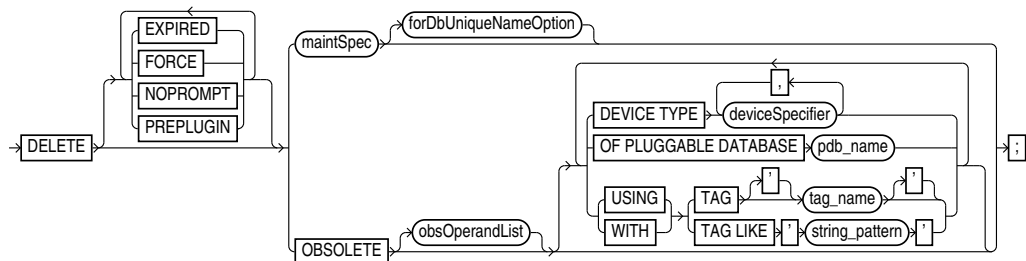 DELETE
EXPIRED
FORCE
NOPROMPT
PREPLUGIN
maintSpec
forDbUniqueNameOption
OBSOLETE
obsOperandList
DEVICE TYPE
,
deviceSpecifier
OF PLUGGABLE DATABASE
pdb_name
USING
WITH
TAG
'
tag_name
'
TAG LIKE
'
string_pattern
'
;